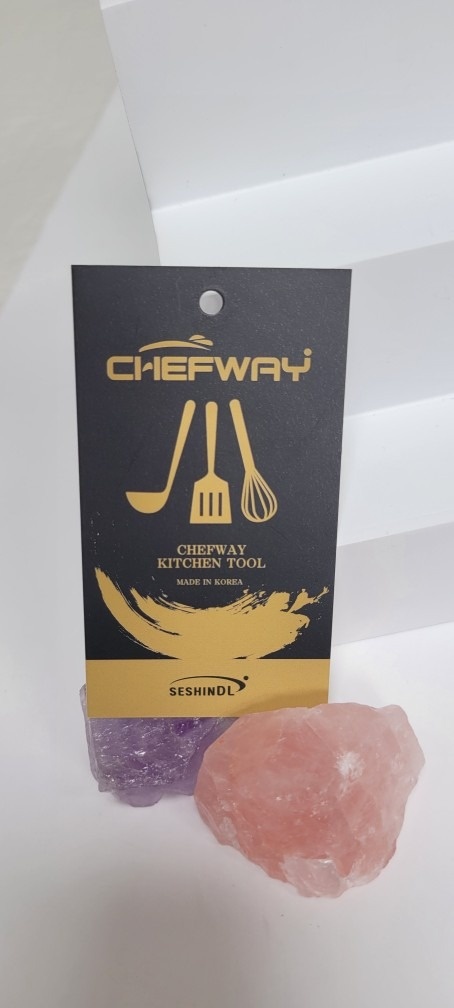 CHEFWAY
CHEFWAY
KITCHEN TOOL
MADE IN KOREA
SESHINDL